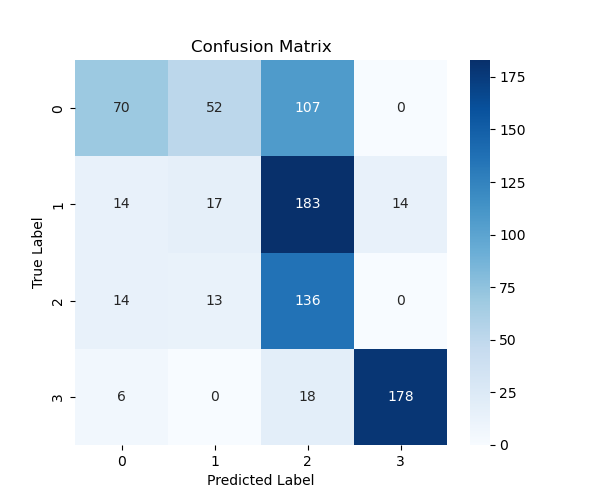 Confusion Matrix
True Label
0 70 52 107 0
1 14 17 183 14
2 14 13 136 0
3 6 0 18 178
0 1 2 3
Predicted Label
175
150
125
100
75
50
25
0